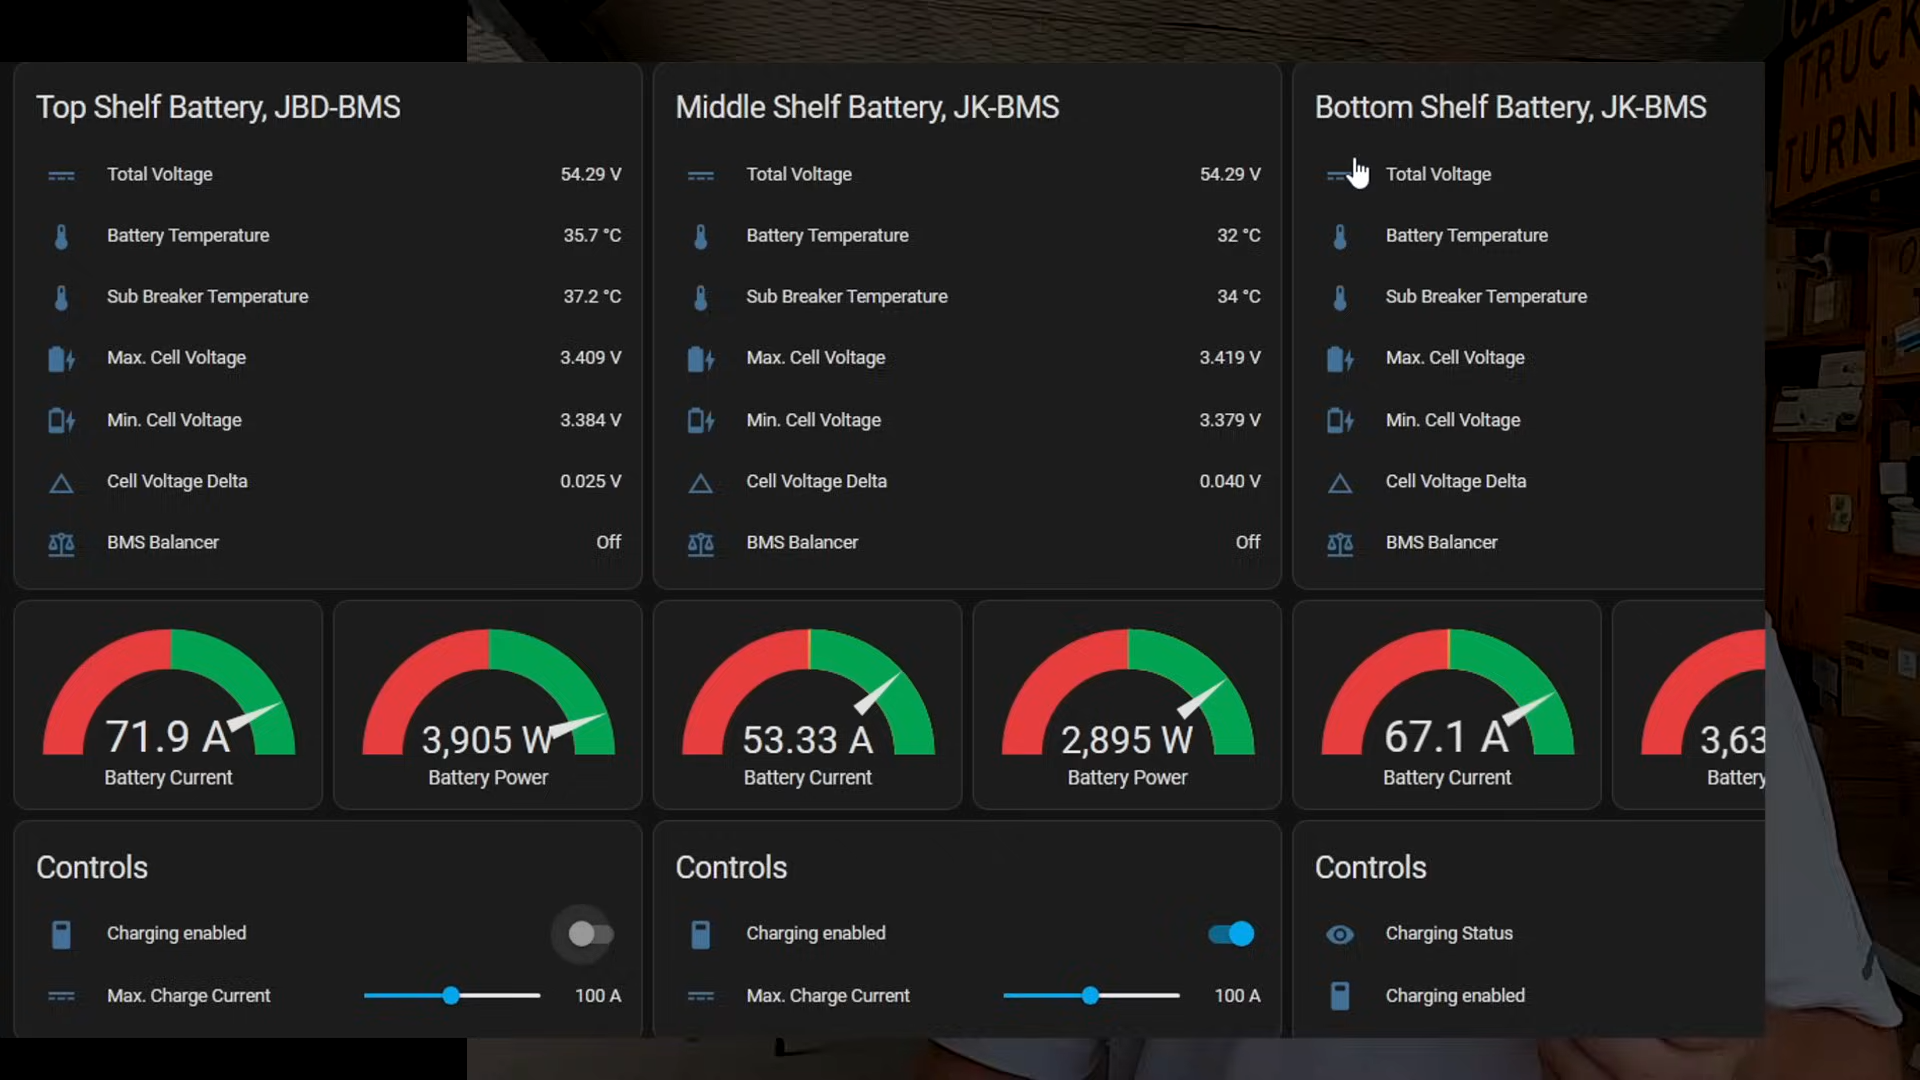 Top Shelf Battery, JBD-BMS
Total Voltage 54.29 V
Battery Temperature 35.7 °C
Sub Breaker Temperature 37.2 °C
Max. Cell Voltage 3.409 V
Min. Cell Voltage 3.384 V
Cell Voltage Delta 0.025 V
BMS Balancer Off
71.9 A
Battery Current
3,905 W
Battery Power
Controls
Charging enabled
Max. Charge Current 100 A
Middle Shelf Battery, JK-BMS
Total Voltage 54.29 V
Battery Temperature 32 °C
Sub Breaker Temperature 34 °C
Max. Cell Voltage 3.419 V
Min. Cell Voltage 3.379 V
Cell Voltage Delta 0.040 V
BMS Balancer Off
53.33 A
Battery Current
2,895 W
Battery Power
Controls
Charging enabled
Max. Charge Current 100 A
Bottom Shelf Battery, JK-BMS
Total Voltage
Battery Temperature
Sub Breaker Temperature
Max. Cell Voltage
Min. Cell Voltage
Cell Voltage Delta
BMS Balancer
67.1 A
Battery Current
3,63
Battery
Controls
Charging Status
Charging enabled
TRUCK
TURNIN